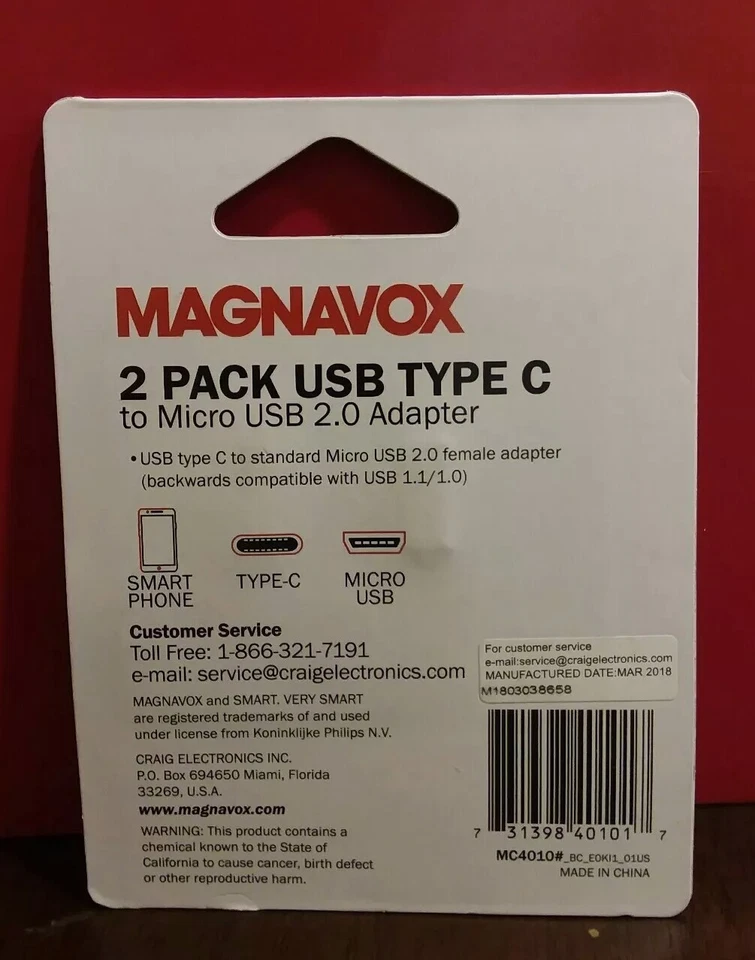 MAGNAVOX
2 PACK USB TYPE C
to Micro USB 2.0 Adapter
• USB type C to standard Micro USB 2.0 female adapter
(backwards compatible with USB 1.1/1.0)
SMART
PHONE
TYPE-C
MICRO
USB
Customer Service
Toll Free: 1-866-321-7191
e-mail: service@craigelectronics.com
MAGNAVOX and SMART. VERY SMART
are registered trademarks of and used
under license from Koninklijke Philips N.V.
CRAIG ELECTRONICS INC.
P.O. Box 694650 Miami, Florida
33269, U.S.A.
www.magnavox.com
WARNING: This product contains a
chemical known to the State of
California to cause cancer, birth defect
or other reproductive harm.
For customer service
e-mail:service@craigelectronics.com
MANUFACTURED DATE:MAR 2018
M1803038658
7 31398 40101 7
MC4010#_BC_E0KI1_01US
MADE IN CHINA